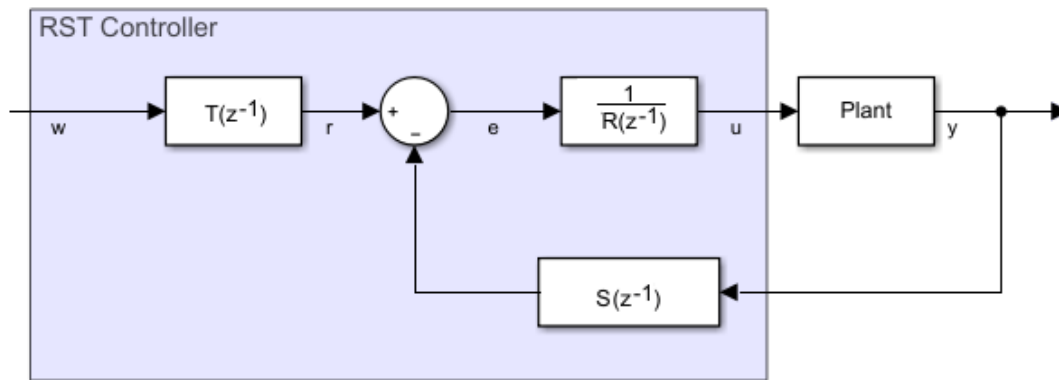 RST Controller
w
T(z⁻¹)
r
+
−
e
1
R(z⁻¹)
u
Plant
y
S(z⁻¹)